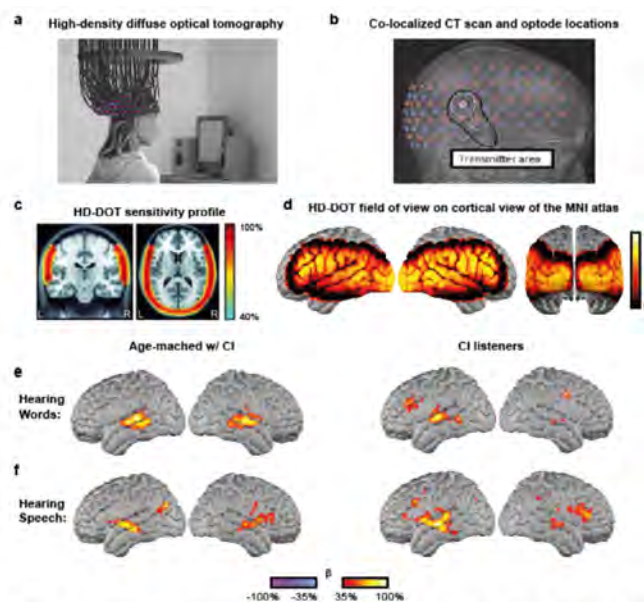 a
High-density diffuse optical tomography
b
Co-localized CT scan and optode locations
Transmitter area
c
HD-DOT sensitivity profile
100%
40%
L
R
L
R
d
HD-DOT field of view on cortical view of the MNI atlas
Age-mached w/ CI
CI listeners
e
Hearing
Words:
f
Hearing
Speech:
β
-100% -35%
35% 100%